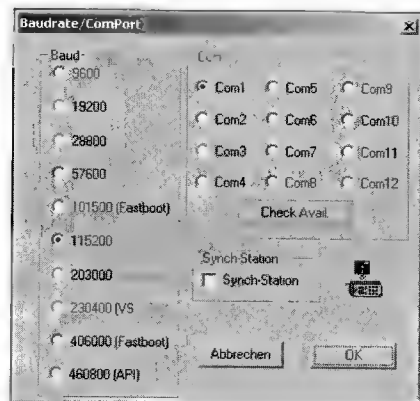 Baudrate/ComPort
Baud
9600
19200
28800
57600
101500 (Fastboot)
115200
203000
230400 (VS
406000 (Fastboot)
460800 (API)
Com
Com1
Com2
Com3
Com4
Com5
Com6
Com7
Com8
Com9
Com10
Com11
Com12
Check Avail.
Synch-Station
Synch-Station
Abbrechen
OK